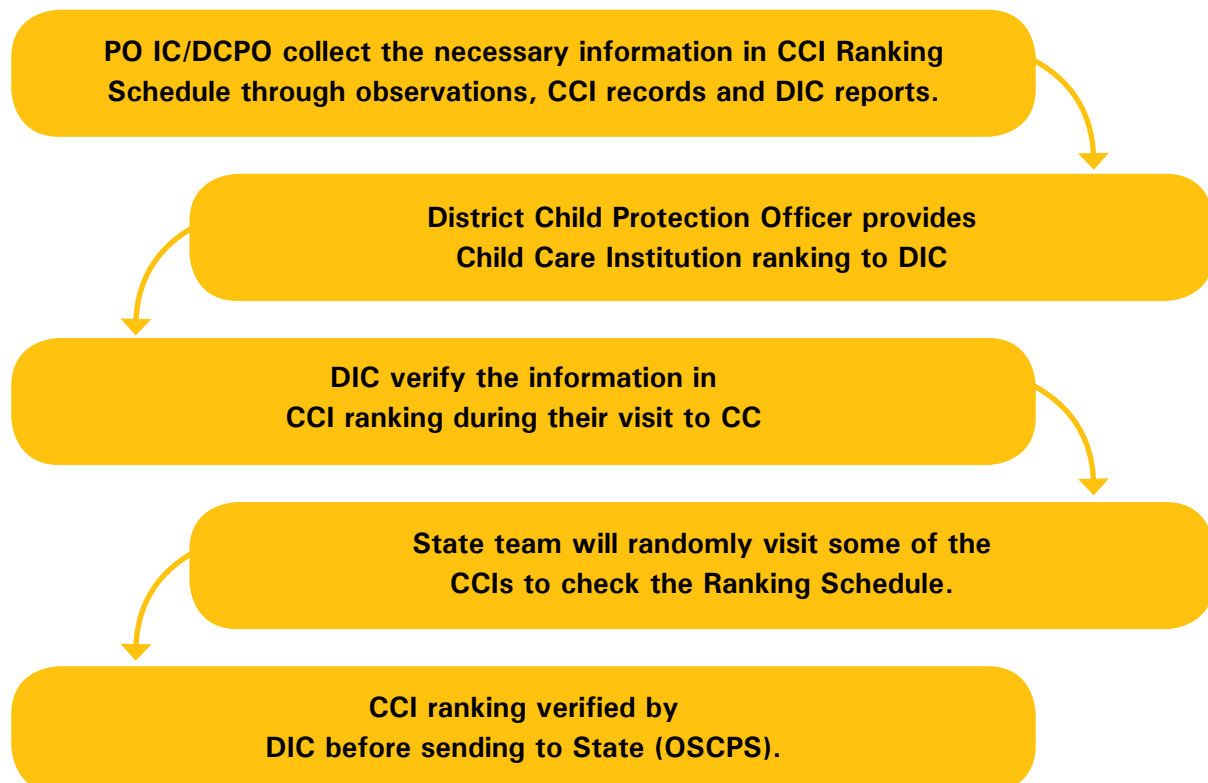 PO IC/DCPO collect the necessary information in CCI Ranking
Schedule through observations, CCI records and DIC reports.
District Child Protection Officer provides
Child Care Institution ranking to DIC
DIC verify the information in
CCI ranking during their visit to CC
State team will randomly visit some of the
CCIs to check the Ranking Schedule.
CCI ranking verified by
DIC before sending to State (OSCPS).